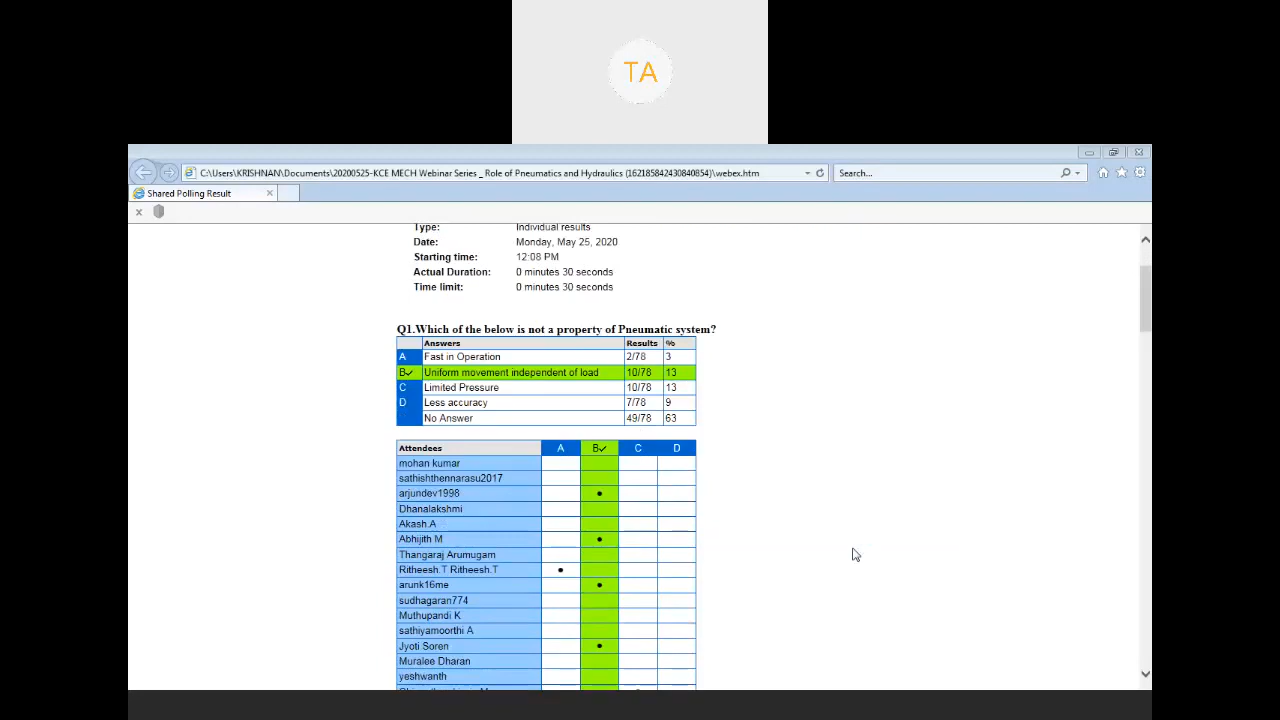 TA
C:\Users\KRISHNAN\Documents\20200525-KCE MECH Webinar Series _ Role of Pneumatics and Hydraulics (162185842430840854)\webex.htm
Search...
Shared Polling Result
Type: Individual results
Date: Monday, May 25, 2020
Starting time: 12:08 PM
Actual Duration: 0 minutes 30 seconds
Time limit: 0 minutes 30 seconds
Q1.Which of the below is not a property of Pneumatic system?
Answers Results %
A Fast in Operation 2/78 3
B✓ Uniform movement independent of load 10/78 13
C Limited Pressure 10/78 13
D Less accuracy 7/78 9
No Answer 49/78 63
Attendees A B✓ C D
mohan kumar
sathishthennarasu2017
arjundev1998 •
Dhanalakshmi
Akash.A
Abhijith M •
Thangaraj Arumugam
Ritheesh.T Ritheesh.T •
arunk16me •
sudhagaran774
Muthupandi K
sathiyamoorthi A
Jyoti Soren •
Muralee Dharan
yeshwanth